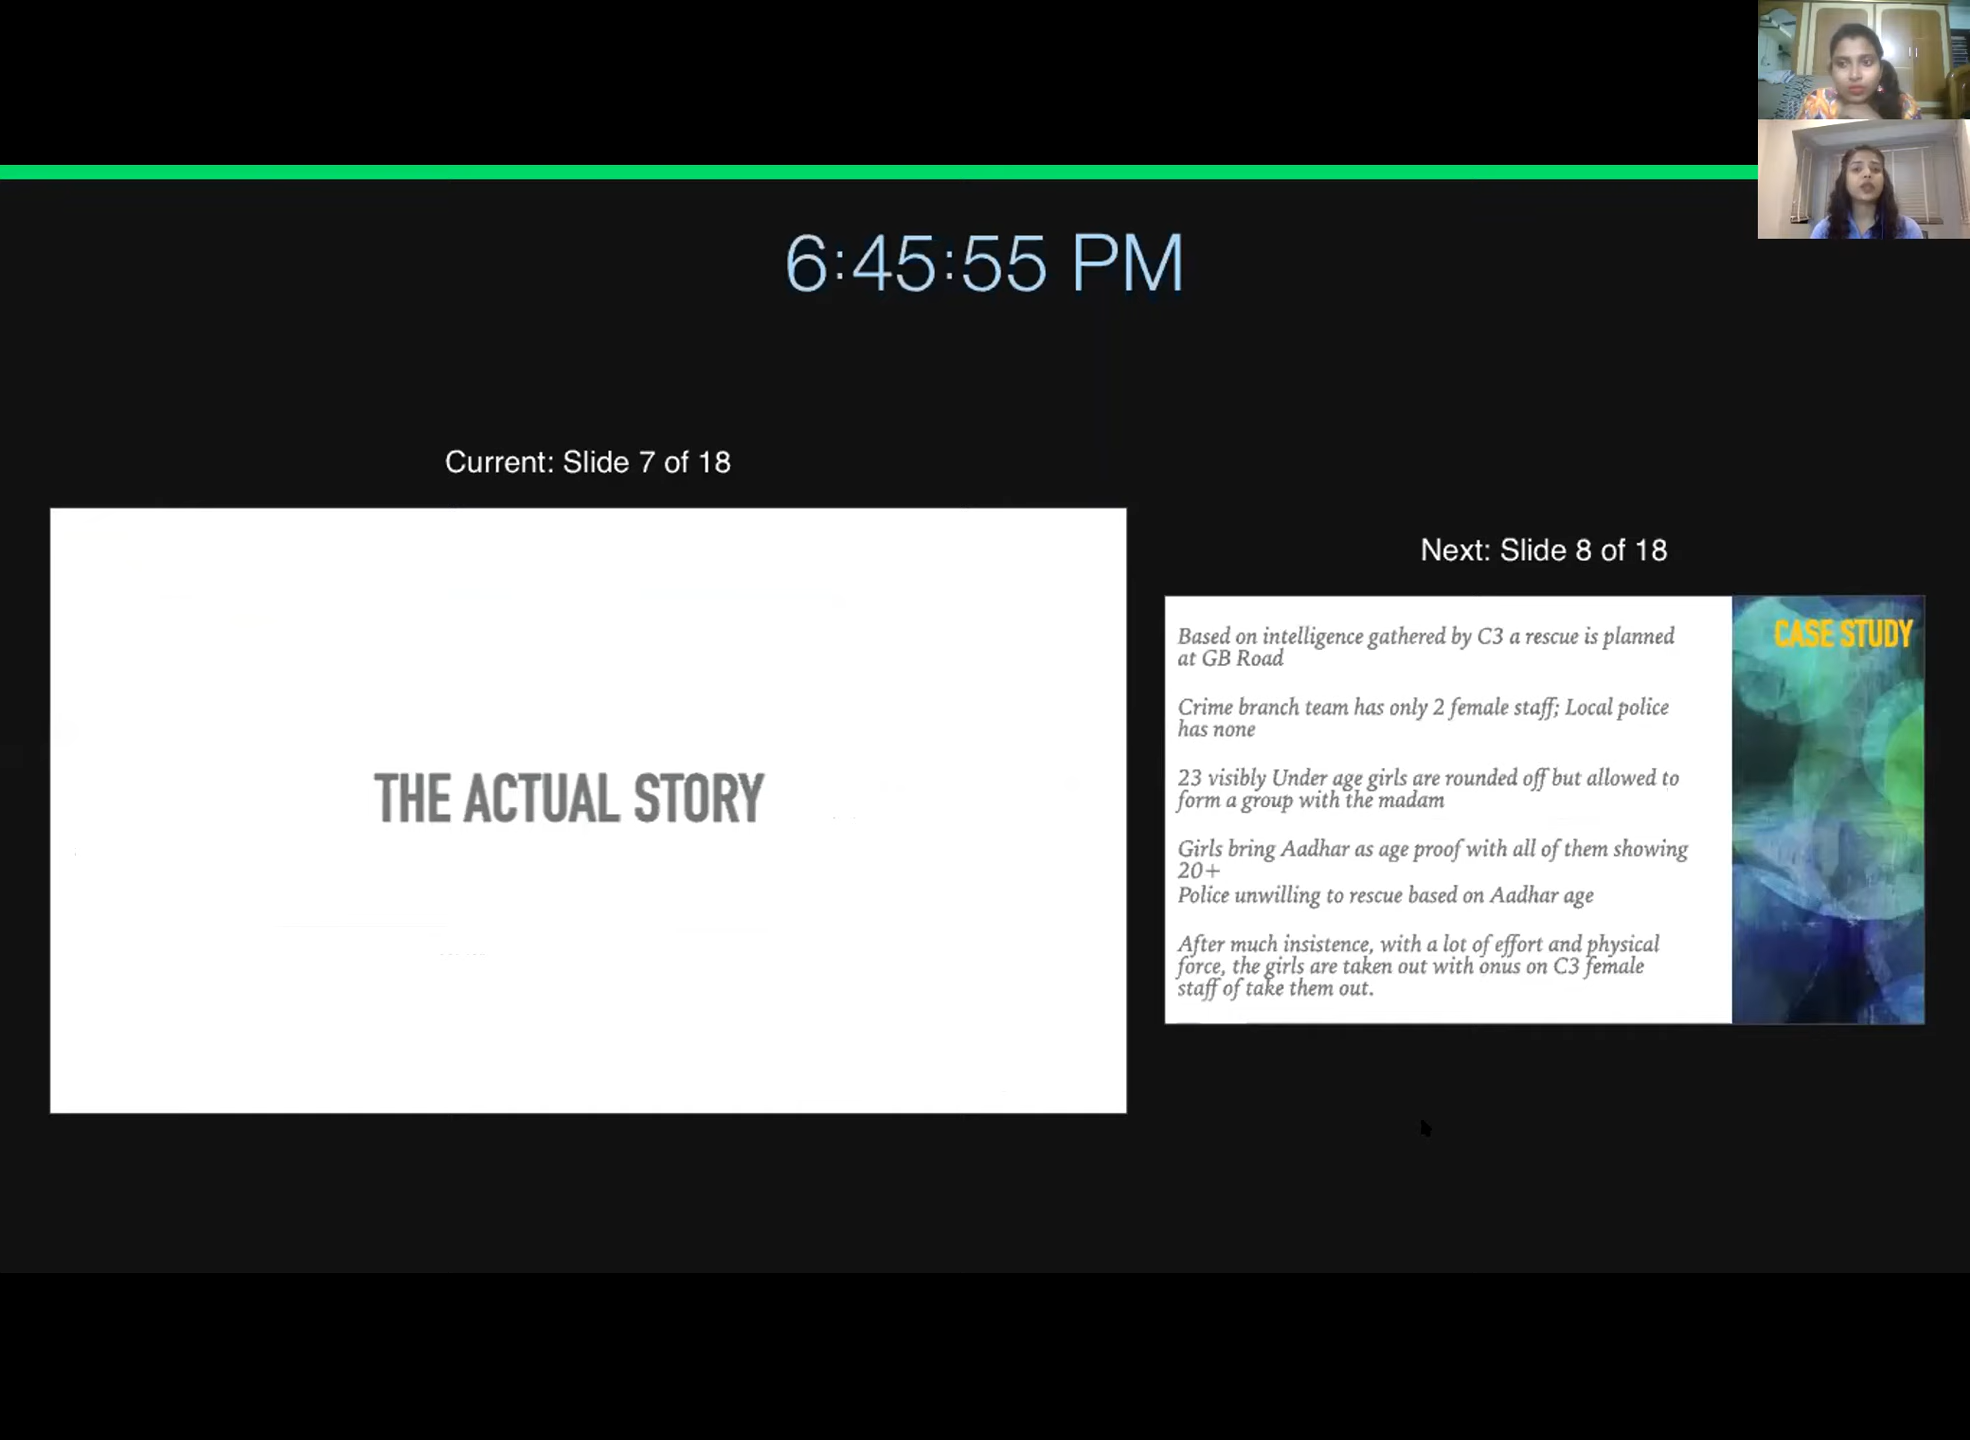 6:45:55 PM
Current: Slide 7 of 18
THE ACTUAL STORY
Next: Slide 8 of 18
CASE STUDY
Based on intelligence gathered by C3 a rescue is planned
at GB Road
Crime branch team has only 2 female staff; Local police
has none
23 visibly Under age girls are rounded off but allowed to
form a group with the madam
Girls bring Aadhar as age proof with all of them showing
20+
Police unwilling to rescue based on Aadhar age
After much insistence, with a lot of effort and physical
force, the girls are taken out with onus on C3 female
staff of take them out.